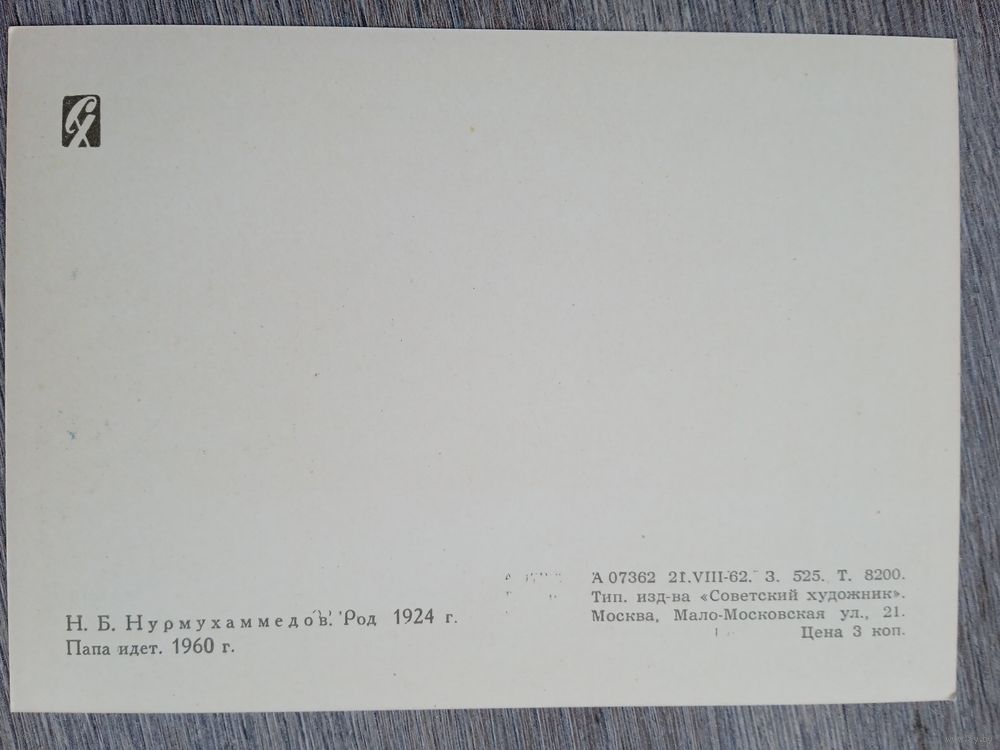 СХ
Н. Б. Нурмухаммедов. Род 1924 г.
Папа идет. 1960 г.
А 07362 21.VIII-62. З. 525. Т. 8200.
Тип. изд-ва «Советский художник».
Москва, Мало-Московская ул., 21.
Цена 3 коп.